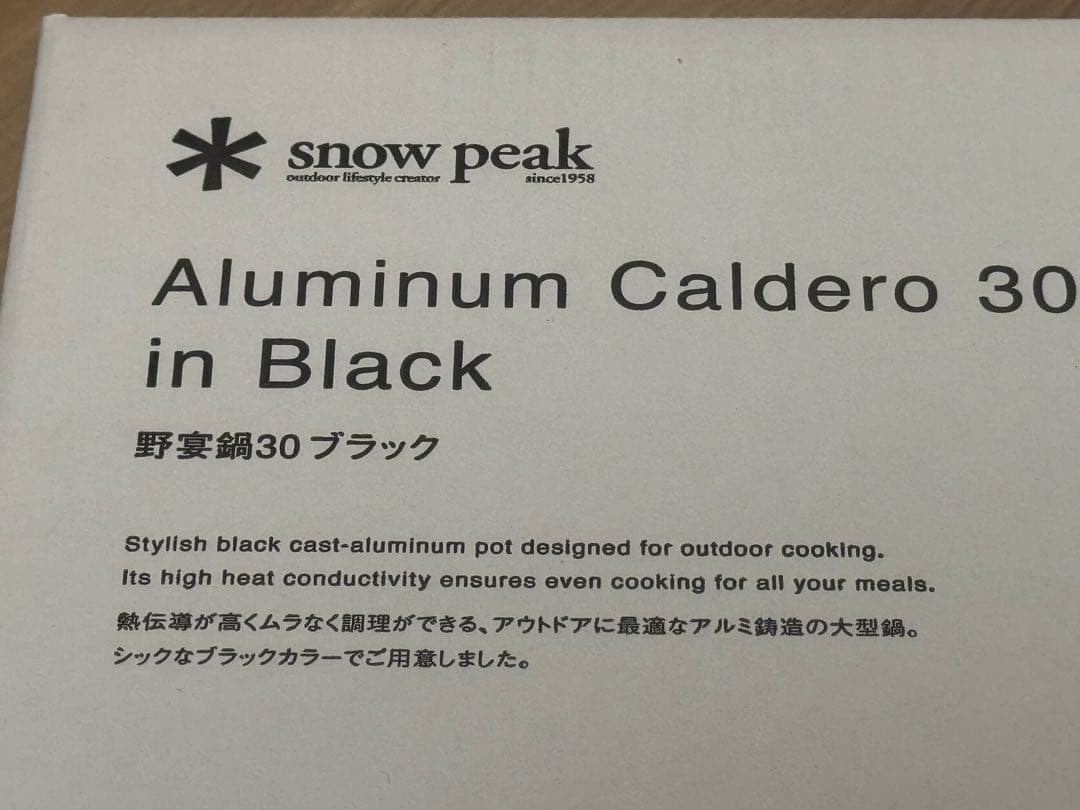 snow peak
outdoor lifestyle creator since1958
Aluminum Caldero 30
in Black
野宴鍋30 ブラック
Stylish black cast-aluminum pot designed for outdoor cooking.
Its high heat conductivity ensures even cooking for all your meals.
熱伝導が高くムラなく調理ができる、アウトドアに最適なアルミ鋳造の大型鍋。
シックなブラックカラーでご用意しました。